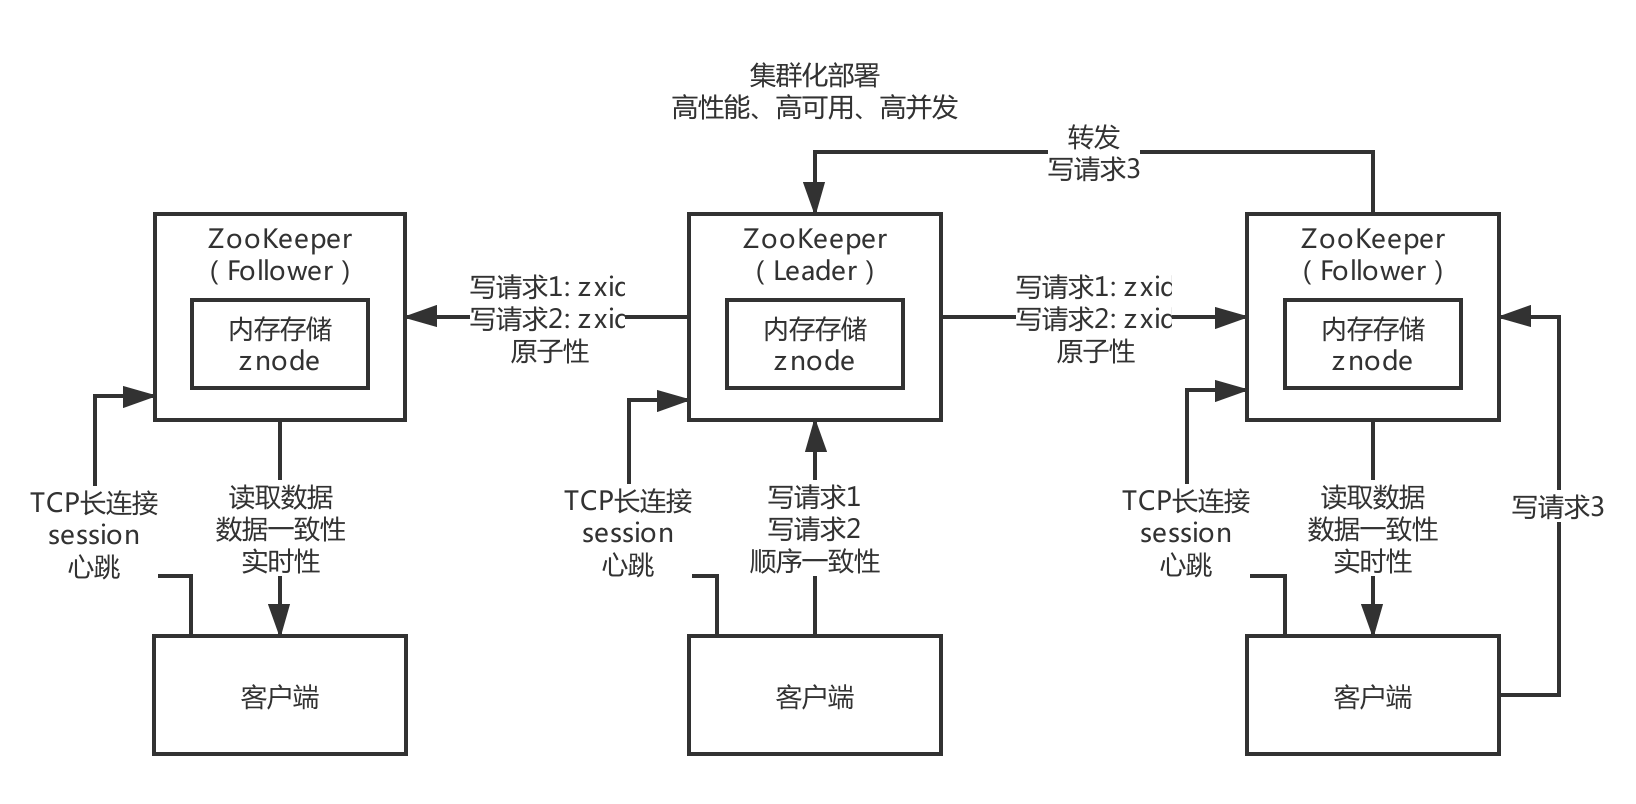 集群化部署
高性能、高可用、高并发
转发
写请求3
ZooKeeper
（Follower）
内存存储
znode
写请求1: zxid
写请求2: zxid
原子性
ZooKeeper
（Leader）
内存存储
znode
写请求1: zxid
写请求2: zxid
原子性
ZooKeeper
（Follower）
内存存储
znode
TCP长连接
session
心跳
读取数据
数据一致性
实时性
TCP长连接
session
心跳
写请求1
写请求2
顺序一致性
TCP长连接
session
心跳
读取数据
数据一致性
实时性
写请求3
客户端
客户端
客户端